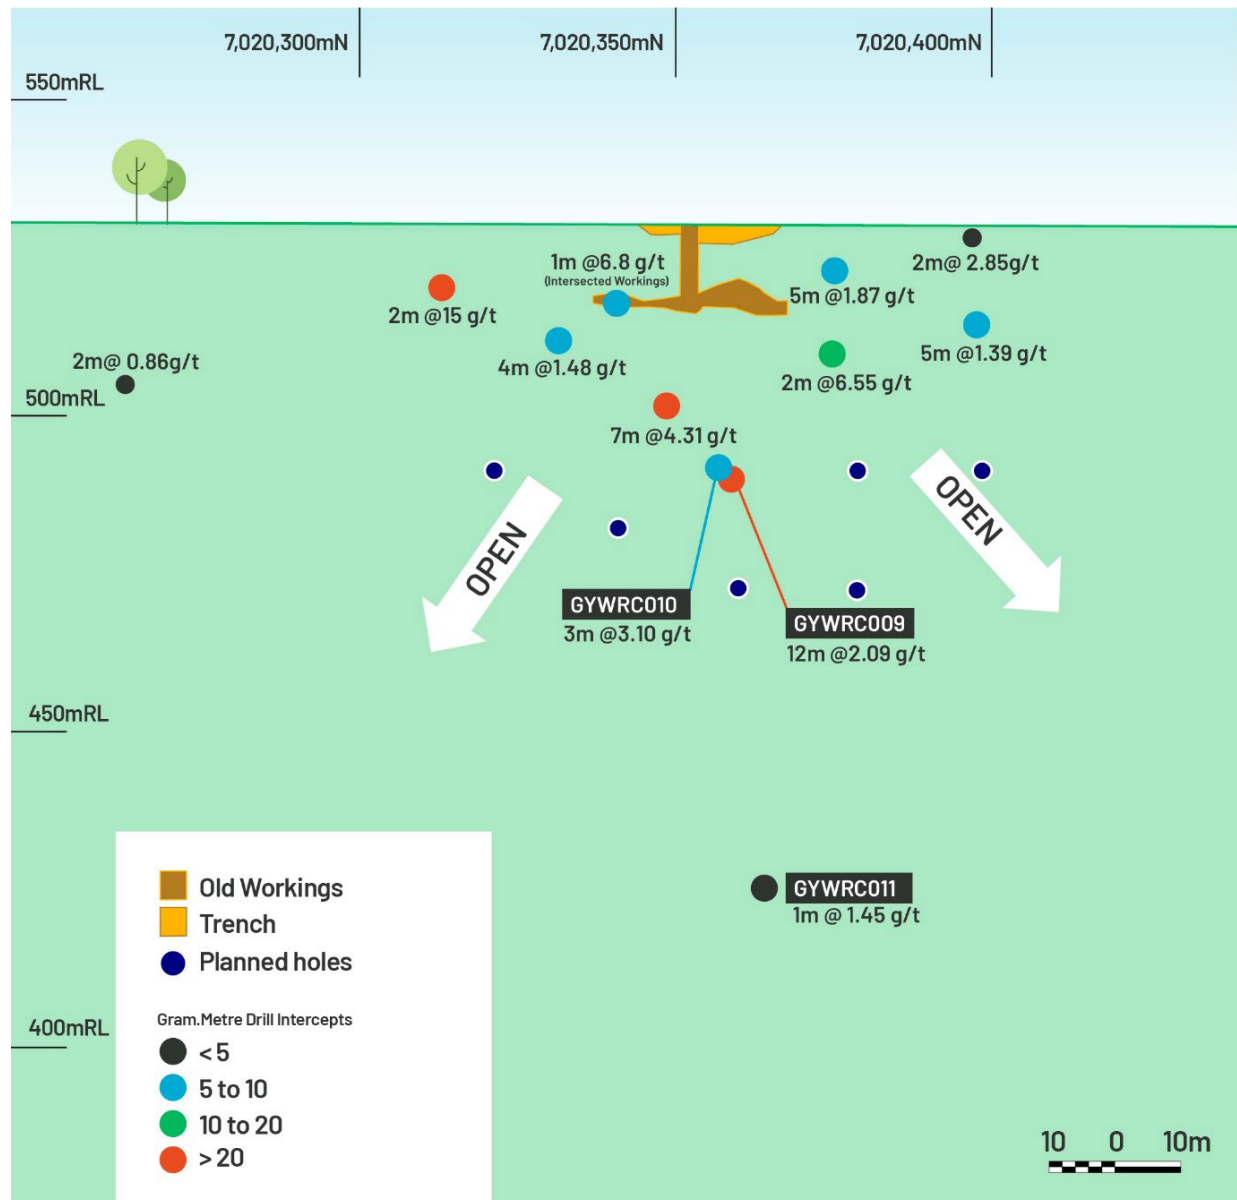 7,020,300mN
7,020,350mN
7,020,400mN
550mRL
1m @6.8 g/t
(Intersected Workings)
2m@ 2.85g/t
5m @1.87 g/t
2m @15 g/t
5m @1.39 g/t
2m@ 0.86g/t
4m @1.48 g/t
2m @6.55 g/t
500mRL
7m @4.31 g/t
OPEN
OPEN
GYWRC010
3m @3.10 g/t
GYWRC009
12m @2.09 g/t
450mRL
GYWRC011
1m @ 1.45 g/t
Old Workings
Trench
Planned holes
Gram.Metre Drill Intercepts
< 5
5 to 10
10 to 20
> 20
400mRL
10 0 10m